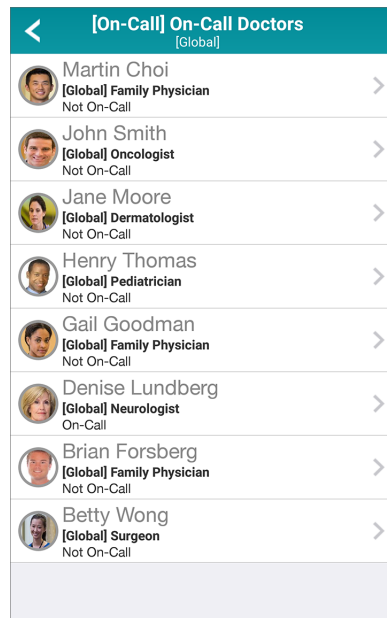 [On-Call] On-Call Doctors
[Global]
Martin Choi
[Global] Family Physician
Not On-Call
John Smith
[Global] Oncologist
Not On-Call
Jane Moore
[Global] Dermatologist
Not On-Call
Henry Thomas
[Global] Pediatrician
Not On-Call
Gail Goodman
[Global] Family Physician
Not On-Call
Denise Lundberg
[Global] Neurologist
On-Call
Brian Forsberg
[Global] Family Physician
Not On-Call
Betty Wong
[Global] Surgeon
Not On-Call